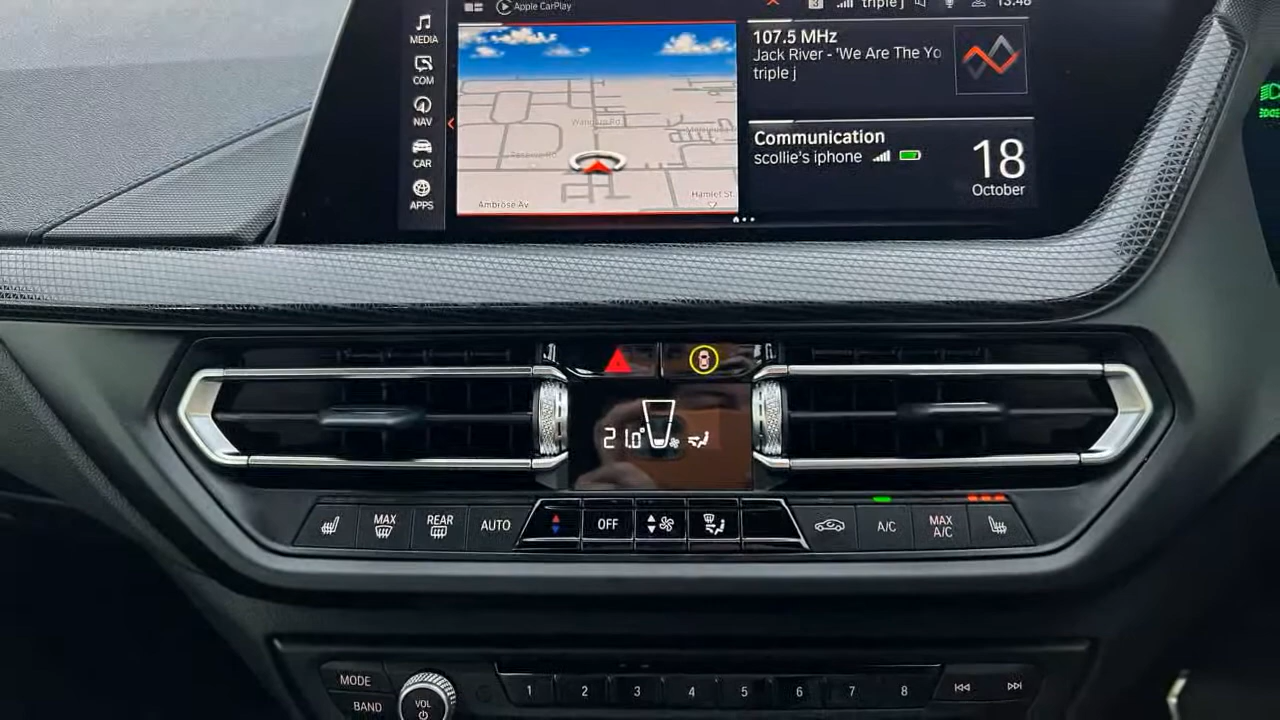 Apple CarPlay
triple j
13:48
MEDIA
COM
NAV
CAR
APPS
Ambrose Av.
Hamlet St.
107.5 MHz
Jack River - 'We Are The Yo
triple j
Communication
scollie's iphone
18
October
21.0°
MAX
REAR
AUTO
OFF
A/C
MAX
A/C
MODE
BAND
VOL
1 2 3 4 5 6 7 8